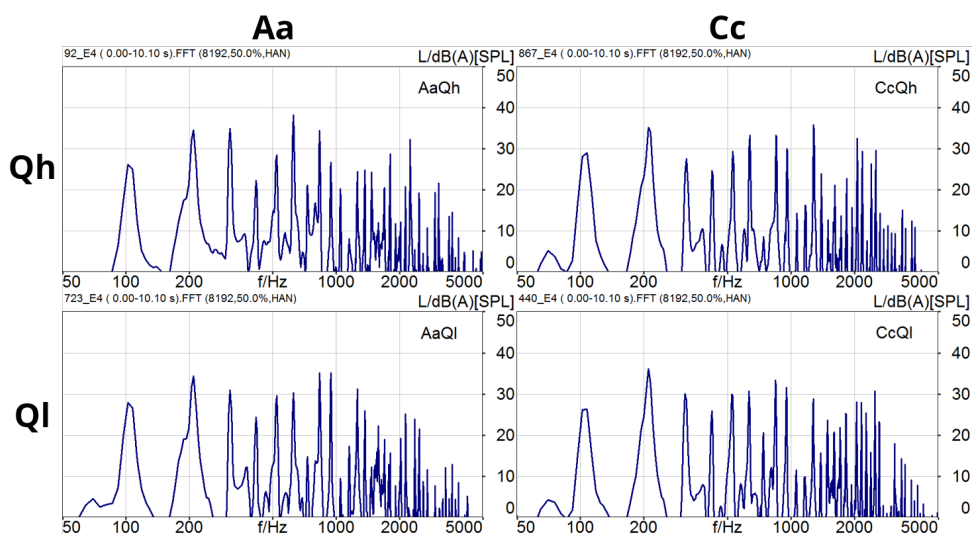 Aa Cc
92_E4 ( 0.00-10.10 s).FFT (8192,50.0%,HAN) L/dB(A)[SPL] 867_E4 ( 0.00-10.10 s).FFT (8192,50.0%,HAN) L/dB(A)[SPL]
50 50
AaQh CcQh
40 40
Qh 30 30
20 20
10 10
0 0
50 100 200 f/Hz 1000 2000 5000 50 100 200 f/Hz 1000 2000 5000
723_E4 ( 0.00-10.10 s).FFT (8192,50.0%,HAN) L/dB(A)[SPL] 440_E4 ( 0.00-10.10 s).FFT (8192,50.0%,HAN) L/dB(A)[SPL]
50 50
AaQl CcQl
40 40
Ql 30 30
20 20
10 10
0 0
50 100 200 f/Hz 1000 2000 5000 50 100 200 f/Hz 1000 2000 5000